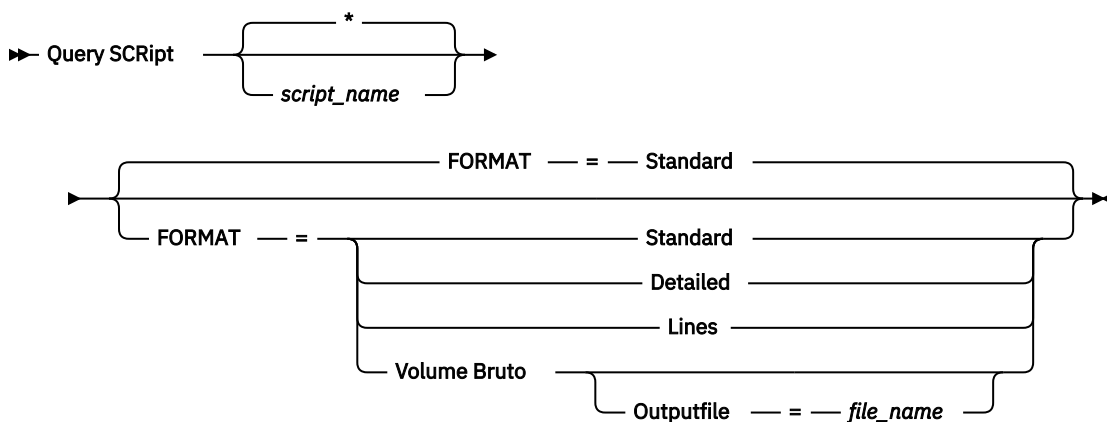 *
Query SCRipt
script_name
FORMAT = Standard
FORMAT = Standard
Detailed
Lines
Volume Bruto
Outputfile = file_name